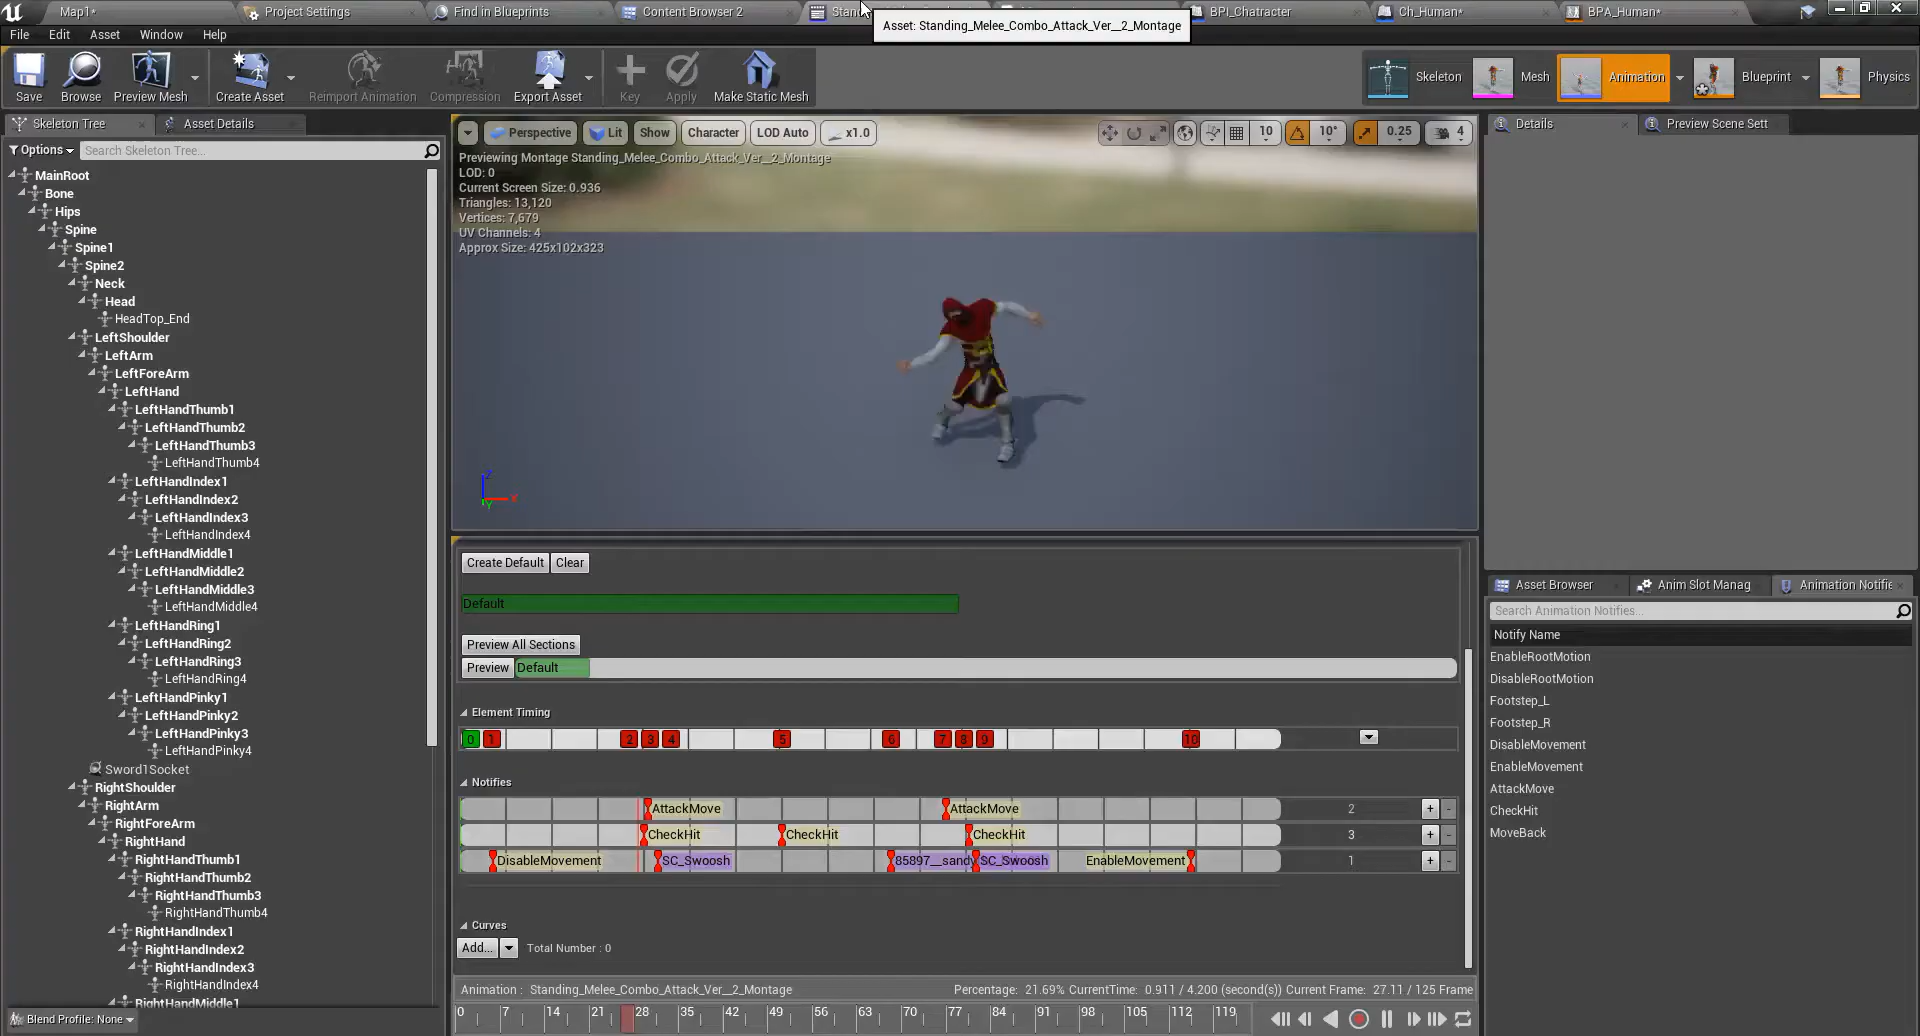 Map1*
Project Settings
Find in Blueprints
Content Browser 2
BPI_Chatracter
Ch_Human*
BPA_Human*
Asset: Standing_Melee_Combo_Attack_Ver__2_Montage
File Edit Asset Window Help
Save
Browse
Preview Mesh
Create Asset
Reimport Animation
Compression
Export Asset
Key
Apply
Make Static Mesh
Skeleton
Mesh
Animation
Blueprint
Physics
Skeleton Tree
Asset Details
Options
Search Skeleton Tree...
MainRoot
Bone
Hips
Spine
Spine1
Spine2
Neck
Head
HeadTop_End
LeftShoulder
LeftArm
LeftForeArm
LeftHand
LeftHandThumb1
LeftHandThumb2
LeftHandThumb3
LeftHandThumb4
LeftHandIndex1
LeftHandIndex2
LeftHandIndex3
LeftHandIndex4
LeftHandMiddle1
LeftHandMiddle2
LeftHandMiddle3
LeftHandMiddle4
LeftHandRing1
LeftHandRing2
LeftHandRing3
LeftHandRing4
LeftHandPinky1
LeftHandPinky2
LeftHandPinky3
LeftHandPinky4
Sword1Socket
RightShoulder
RightArm
RightForeArm
RightHand
RightHandThumb1
RightHandThumb2
RightHandThumb3
RightHandThumb4
RightHandIndex1
RightHandIndex2
RightHandIndex3
RightHandIndex4
RightHandMiddle1
Blend Profile: None
Perspective Lit Show Character LOD Auto x1.0
10 10° 0.25 4
Previewing Montage Standing_Melee_Combo_Attack_Ver__2_Montage
LOD: 0
Current Screen Size: 0.936
Triangles: 13,120
Vertices: 7,679
UV Channels: 4
Approx Size: 425x102x323
Z
X
Y
Create Default Clear
Default
Preview All Sections
Preview Default
Element Timing
0 1 2 3 4 5 6 7 8 9 10
Notifies
AttackMove AttackMove 2 + -
CheckHit CheckHit CheckHit 3 + -
DisableMovement SC_Swoosh 85897__sandy SC_Swoosh EnableMovement 1 + -
Curves
Add... Total Number : 0
Animation : Standing_Melee_Combo_Attack_Ver__2_Montage Percentage: 21.69% CurrentTime: 0.911 / 4.200 (second(s)) Current Frame: 27.11 / 125 Frame
0 7 14 21 28 35 42 49 56 63 70 77 84 91 98 105 112 119
Details
Preview Scene Sett
Asset Browser
Anim Slot Manag
Animation Notifie
Search Animation Notifies...
Notify Name
EnableRootMotion
DisableRootMotion
Footstep_L
Footstep_R
DisableMovement
EnableMovement
AttackMove
CheckHit
MoveBack